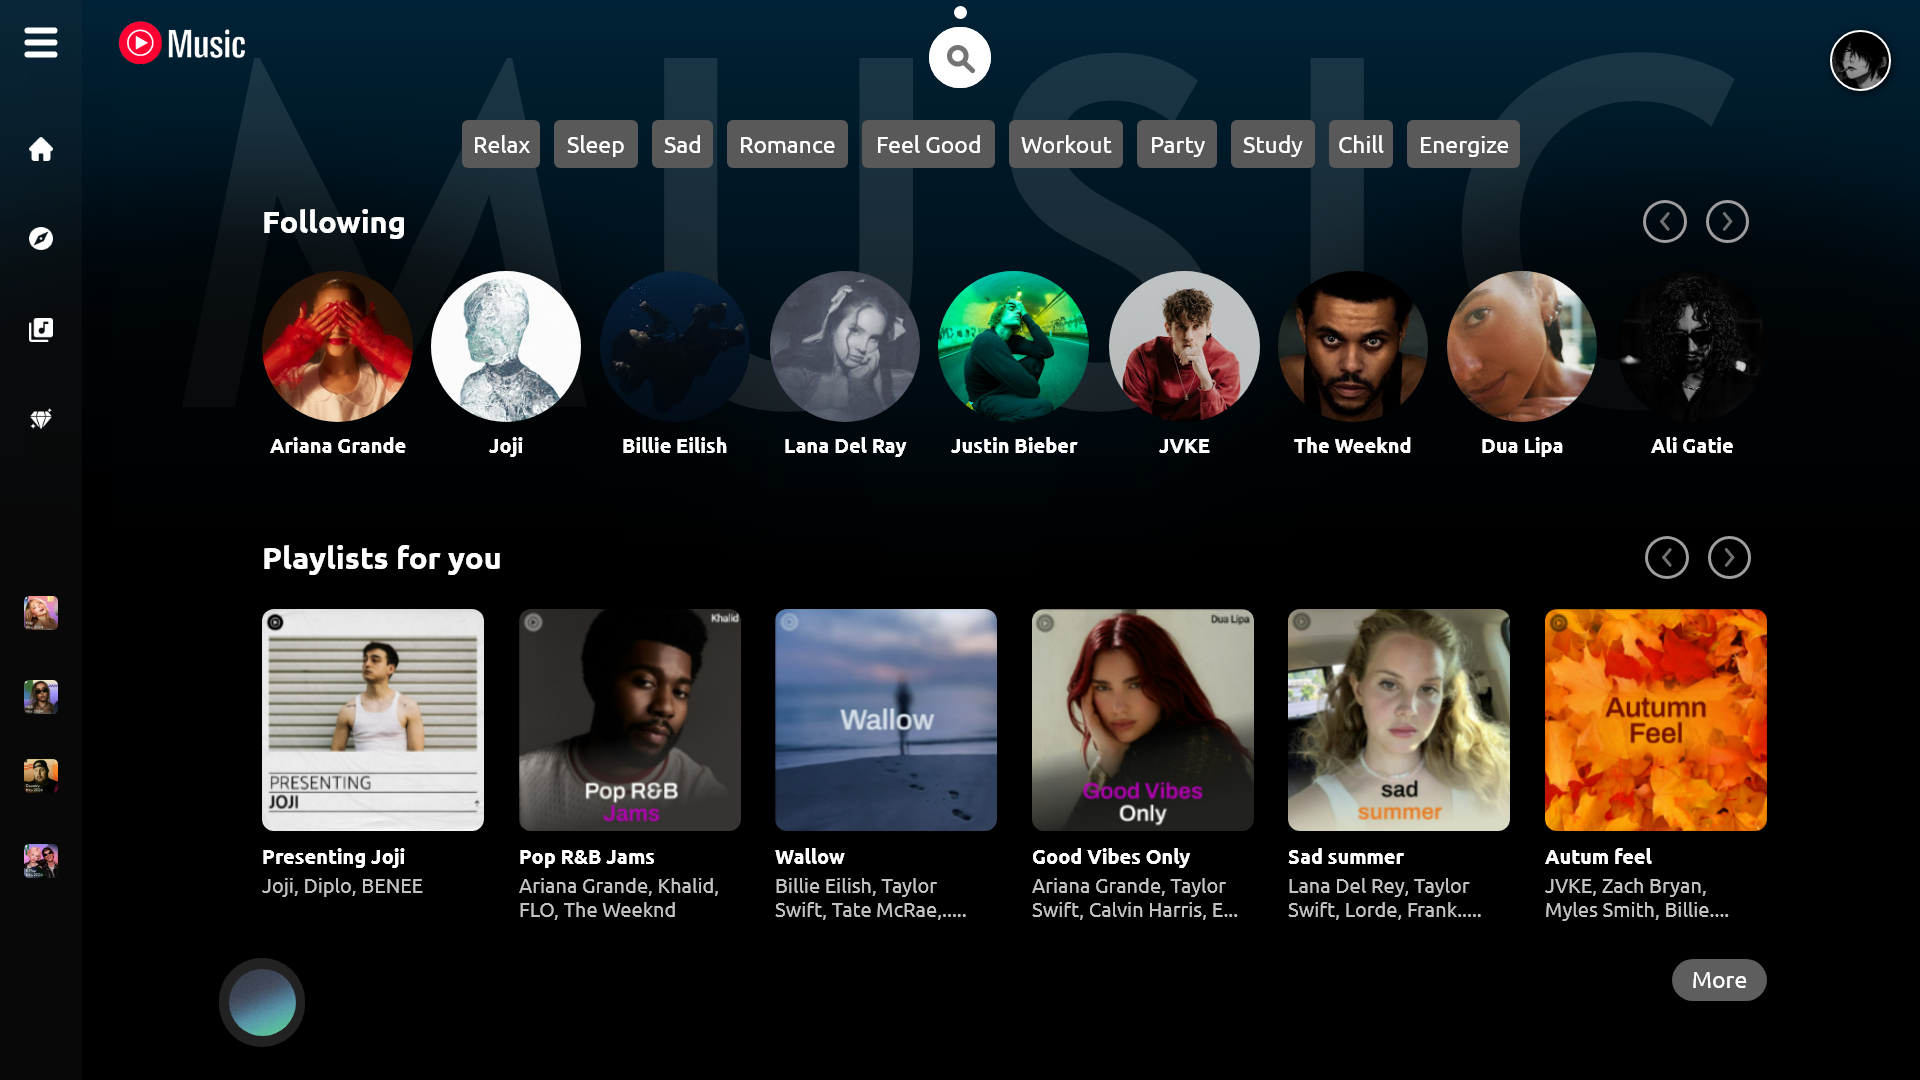 Music
MUSIC
Relax Sleep Sad Romance Feel Good Workout Party Study Chill Energize
Following
Ariana Grande Joji Billie Eilish Lana Del Ray Justin Bieber JVKE The Weeknd Dua Lipa Ali Gatie
Playlists for you
Khalid
Dua Lipa
PRESENTING
JOJI
Pop R&B
Jams
Wallow
Good Vibes
Only
sad
summer
Autumn
Feel
Presenting Joji
Joji, Diplo, BENEE
Pop R&B Jams
Ariana Grande, Khalid,
FLO, The Weeknd
Wallow
Billie Eilish, Taylor
Swift, Tate McRae,.....
Good Vibes Only
Ariana Grande, Taylor
Swift, Calvin Harris, E...
Sad summer
Lana Del Rey, Taylor
Swift, Lorde, Frank.....
Autum feel
JVKE, Zach Bryan,
Myles Smith, Billie....
More